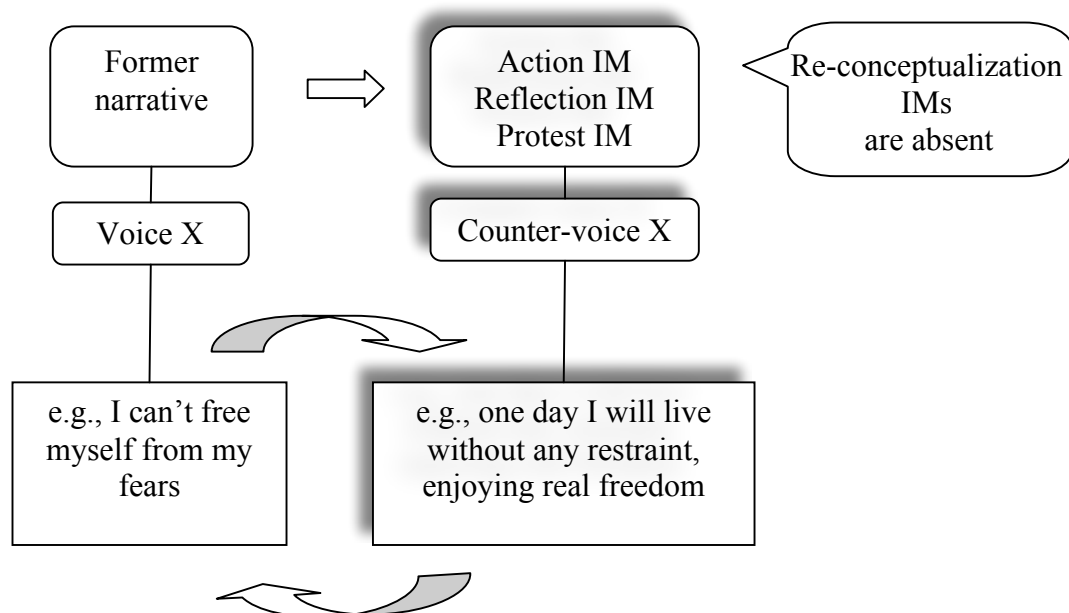 Former
narrative
Action IM
Reflection IM
Protest IM
Re-conceptualization
IMs
are absent
Voice X
Counter-voice X
e.g., I can’t free
myself from my
fears
e.g., one day I will live
without any restraint,
enjoying real freedom